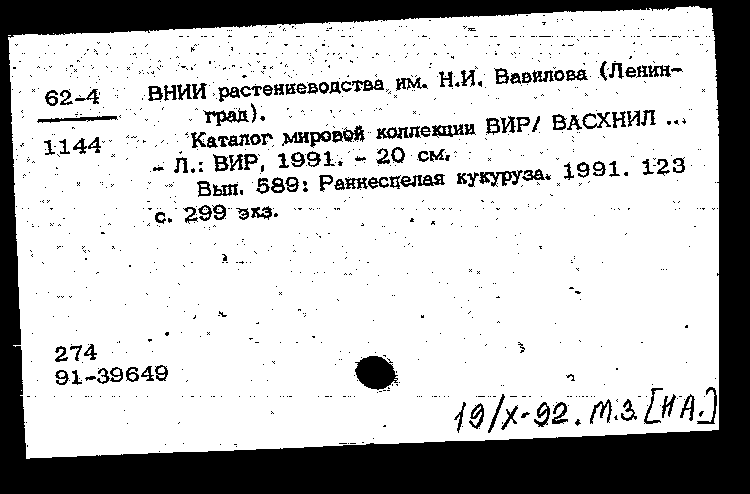 62-4
1144
ВНИИ растениеводства им. Н.И. Вавилова (Ленин-
град).
Каталог мировой коллекции ВИР/ ВАСХНИЛ ...
- Л.: ВИР, 1991. - 20 см.
Вып. 589: Раннеспелая кукуруза. 1991. 123
с. 299 экз.
274
91-39649
19/X-92. М.З. [НА.]